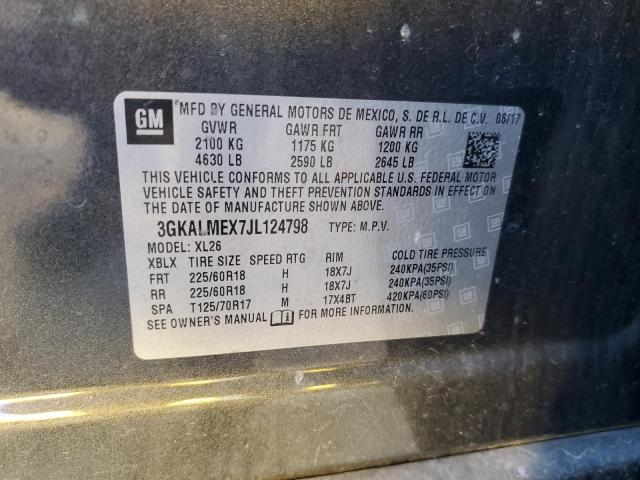 GM
MFD BY GENERAL MOTORS DE MEXICO, S. DE R.L. DE C.V. 08/17
GVWR GAWR FRT GAWR RR
2100 KG 1175 KG 1200 KG
4630 LB 2590 LB 2645 LB
THIS VEHICLE CONFORMS TO ALL APPLICABLE U.S. FEDERAL MOTOR
VEHICLE SAFETY AND THEFT PREVENTION STANDARDS IN EFFECT ON
THE DATE OF MANUFACTURE SHOWN ABOVE.
3GKALMEX7JL124798 TYPE: M.P.V.
MODEL: XL26
XBLX TIRE SIZE SPEED RTG RIM COLD TIRE PRESSURE
FRT 225/60R18 H 18X7J 240KPA(35PSI)
RR 225/60R18 H 18X7J 240KPA(35PSI)
SPA T125/70R17 M 17X4BT 420KPA(60PSI)
SEE OWNER'S MANUAL FOR MORE INFORMATION.